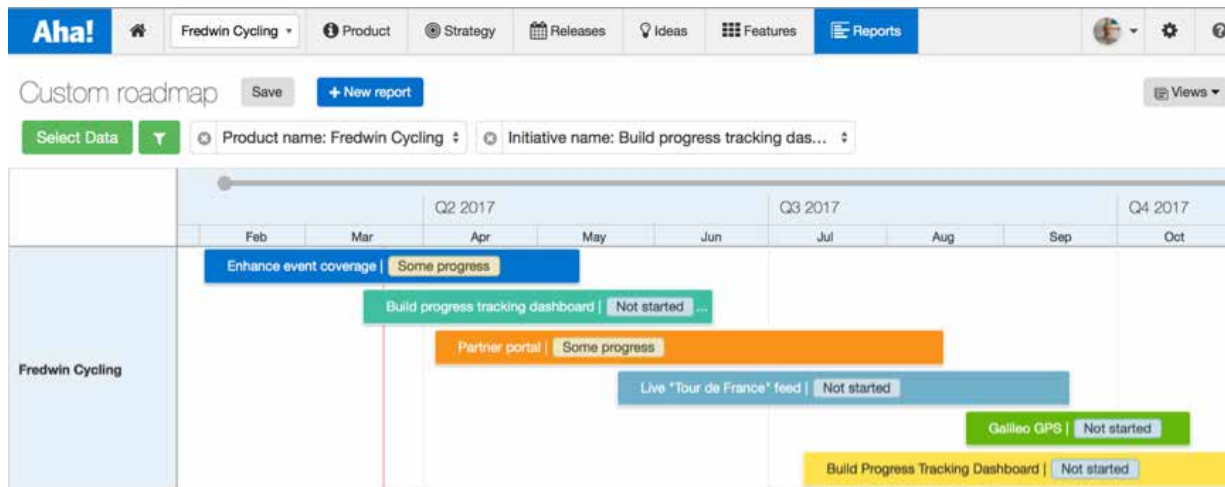 Aha! Fredwin Cycling Product Strategy Releases Ideas Features Reports
Custom roadmap Save + New report Views
Select Data Product name: Fredwin Cycling Initiative name: Build progress tracking das...
Q2 2017 Q3 2017 Q4 2017
Feb Mar Apr May Jun Jul Aug Sep Oct
Enhance event coverage | Some progress
Build progress tracking dashboard | Not started ...
Partner portal | Some progress
Fredwin Cycling
Live "Tour de France" feed | Not started
Galileo GPS | Not started
Build Progress Tracking Dashboard | Not started